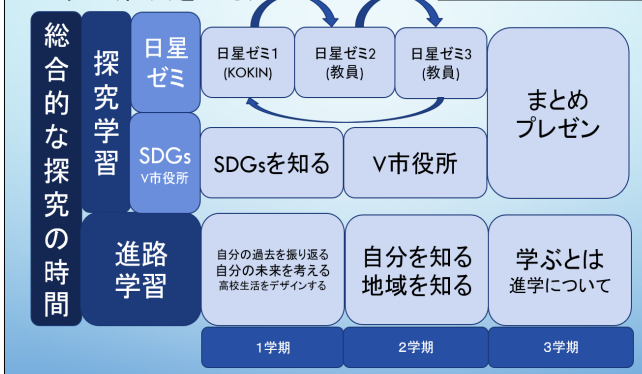 総合的な探究の時間
探究学習
日星
ゼミ
日星ゼミ1
(KOKIN)
日星ゼミ2
(教員)
日星ゼミ3
(教員)
まとめ
プレゼン
SDGs
V市役所
SDGsを知る
V市役所
進路
学習
自分の過去を振り返る
自分の未来を考える
高校生活をデザインする
自分を知る
地域を知る
学ぶとは
進学について
1学期
2学期
3学期